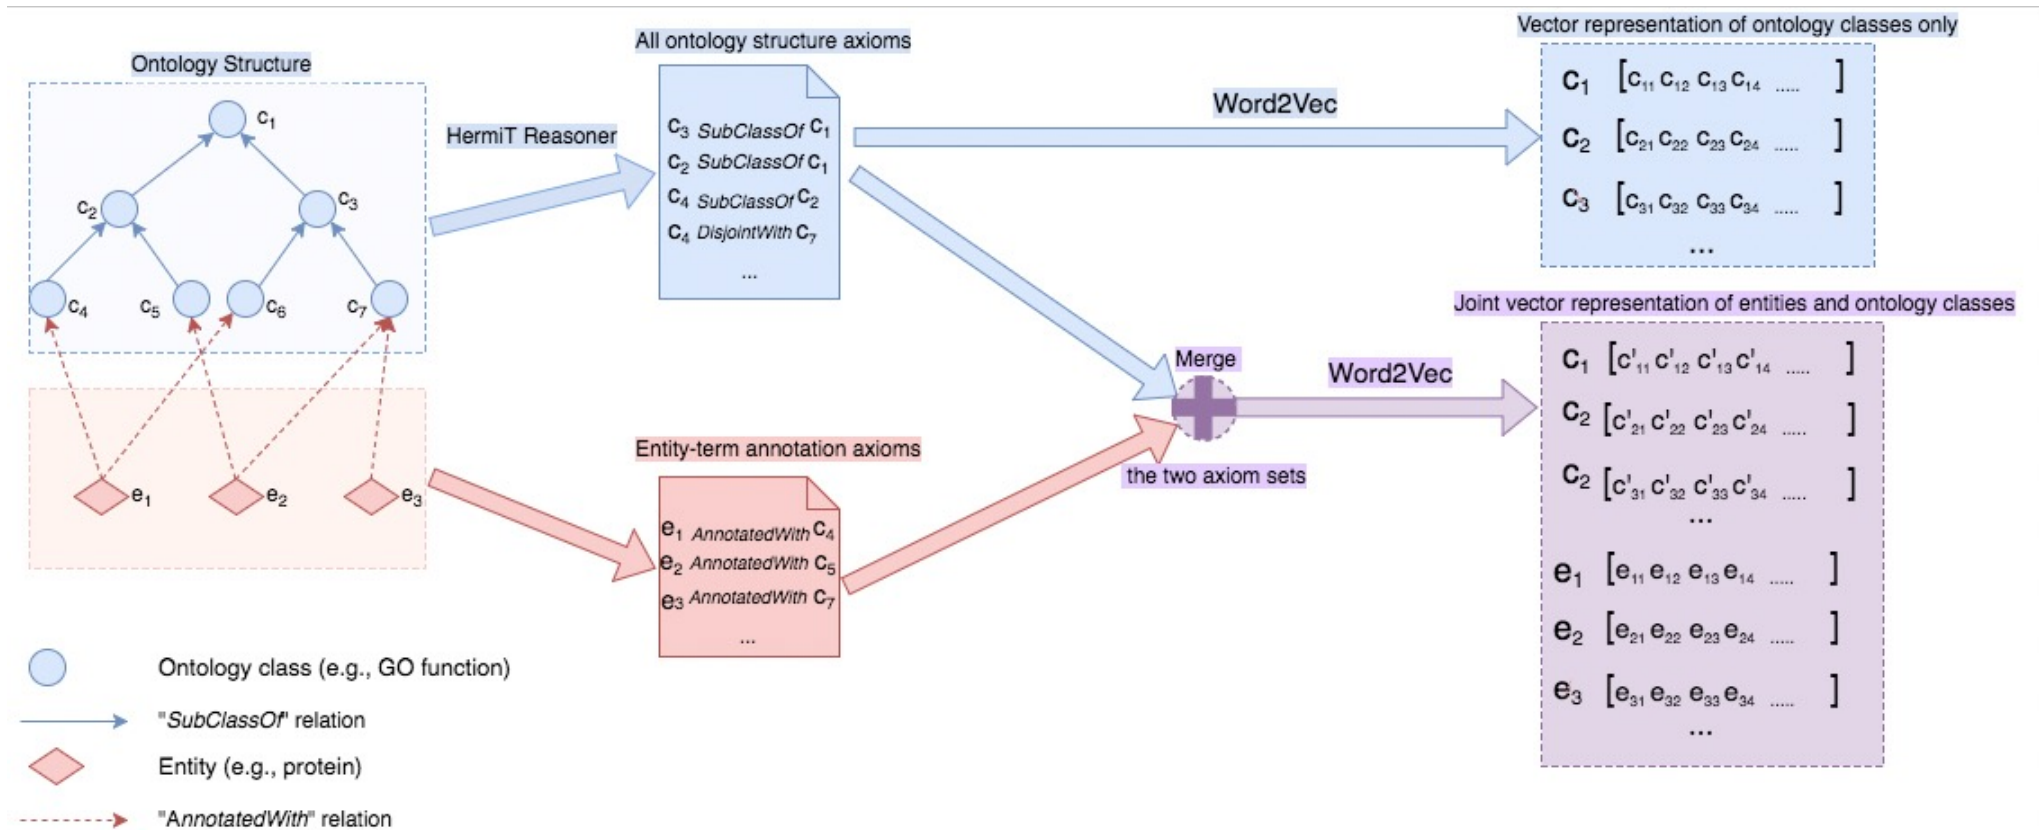 Ontology Structure
c₁
c₂
c₃
c₄
c₅
c₆
c₇
e₁
e₂
e₃
HermiT Reasoner
All ontology structure axioms
c₃ SubClassOf c₁
c₂ SubClassOf c₁
c₄ SubClassOf c₂
c₄ DisjointWith c₇
...
Entity-term annotation axioms
e₁ AnnotatedWith c₄
e₂ AnnotatedWith c₅
e₃ AnnotatedWith c₇
...
Word2Vec
Merge
the two axiom sets
Word2Vec
Vector representation of ontology classes only
c₁ [c₁₁ c₁₂ c₁₃ c₁₄ ..... ]
c₂ [c₂₁ c₂₂ c₂₃ c₂₄ ..... ]
c₃ [c₃₁ c₃₂ c₃₃ c₃₄ ..... ]
...
Joint vector representation of entities and ontology classes
c₁ [c'₁₁ c'₁₂ c'₁₃ c'₁₄ ..... ]
c₂ [c'₂₁ c'₂₂ c'₂₃ c'₂₄ ..... ]
c₂ [c'₃₁ c'₃₂ c'₃₃ c'₃₄ ..... ]
...
e₁ [e₁₁ e₁₂ e₁₃ e₁₄ ..... ]
e₂ [e₂₁ e₂₂ e₂₃ e₂₄ ..... ]
e₃ [e₃₁ e₃₂ e₃₃ e₃₄ ..... ]
...
Ontology class (e.g., GO function)
"SubClassOf" relation
Entity (e.g., protein)
"AnnotatedWith" relation